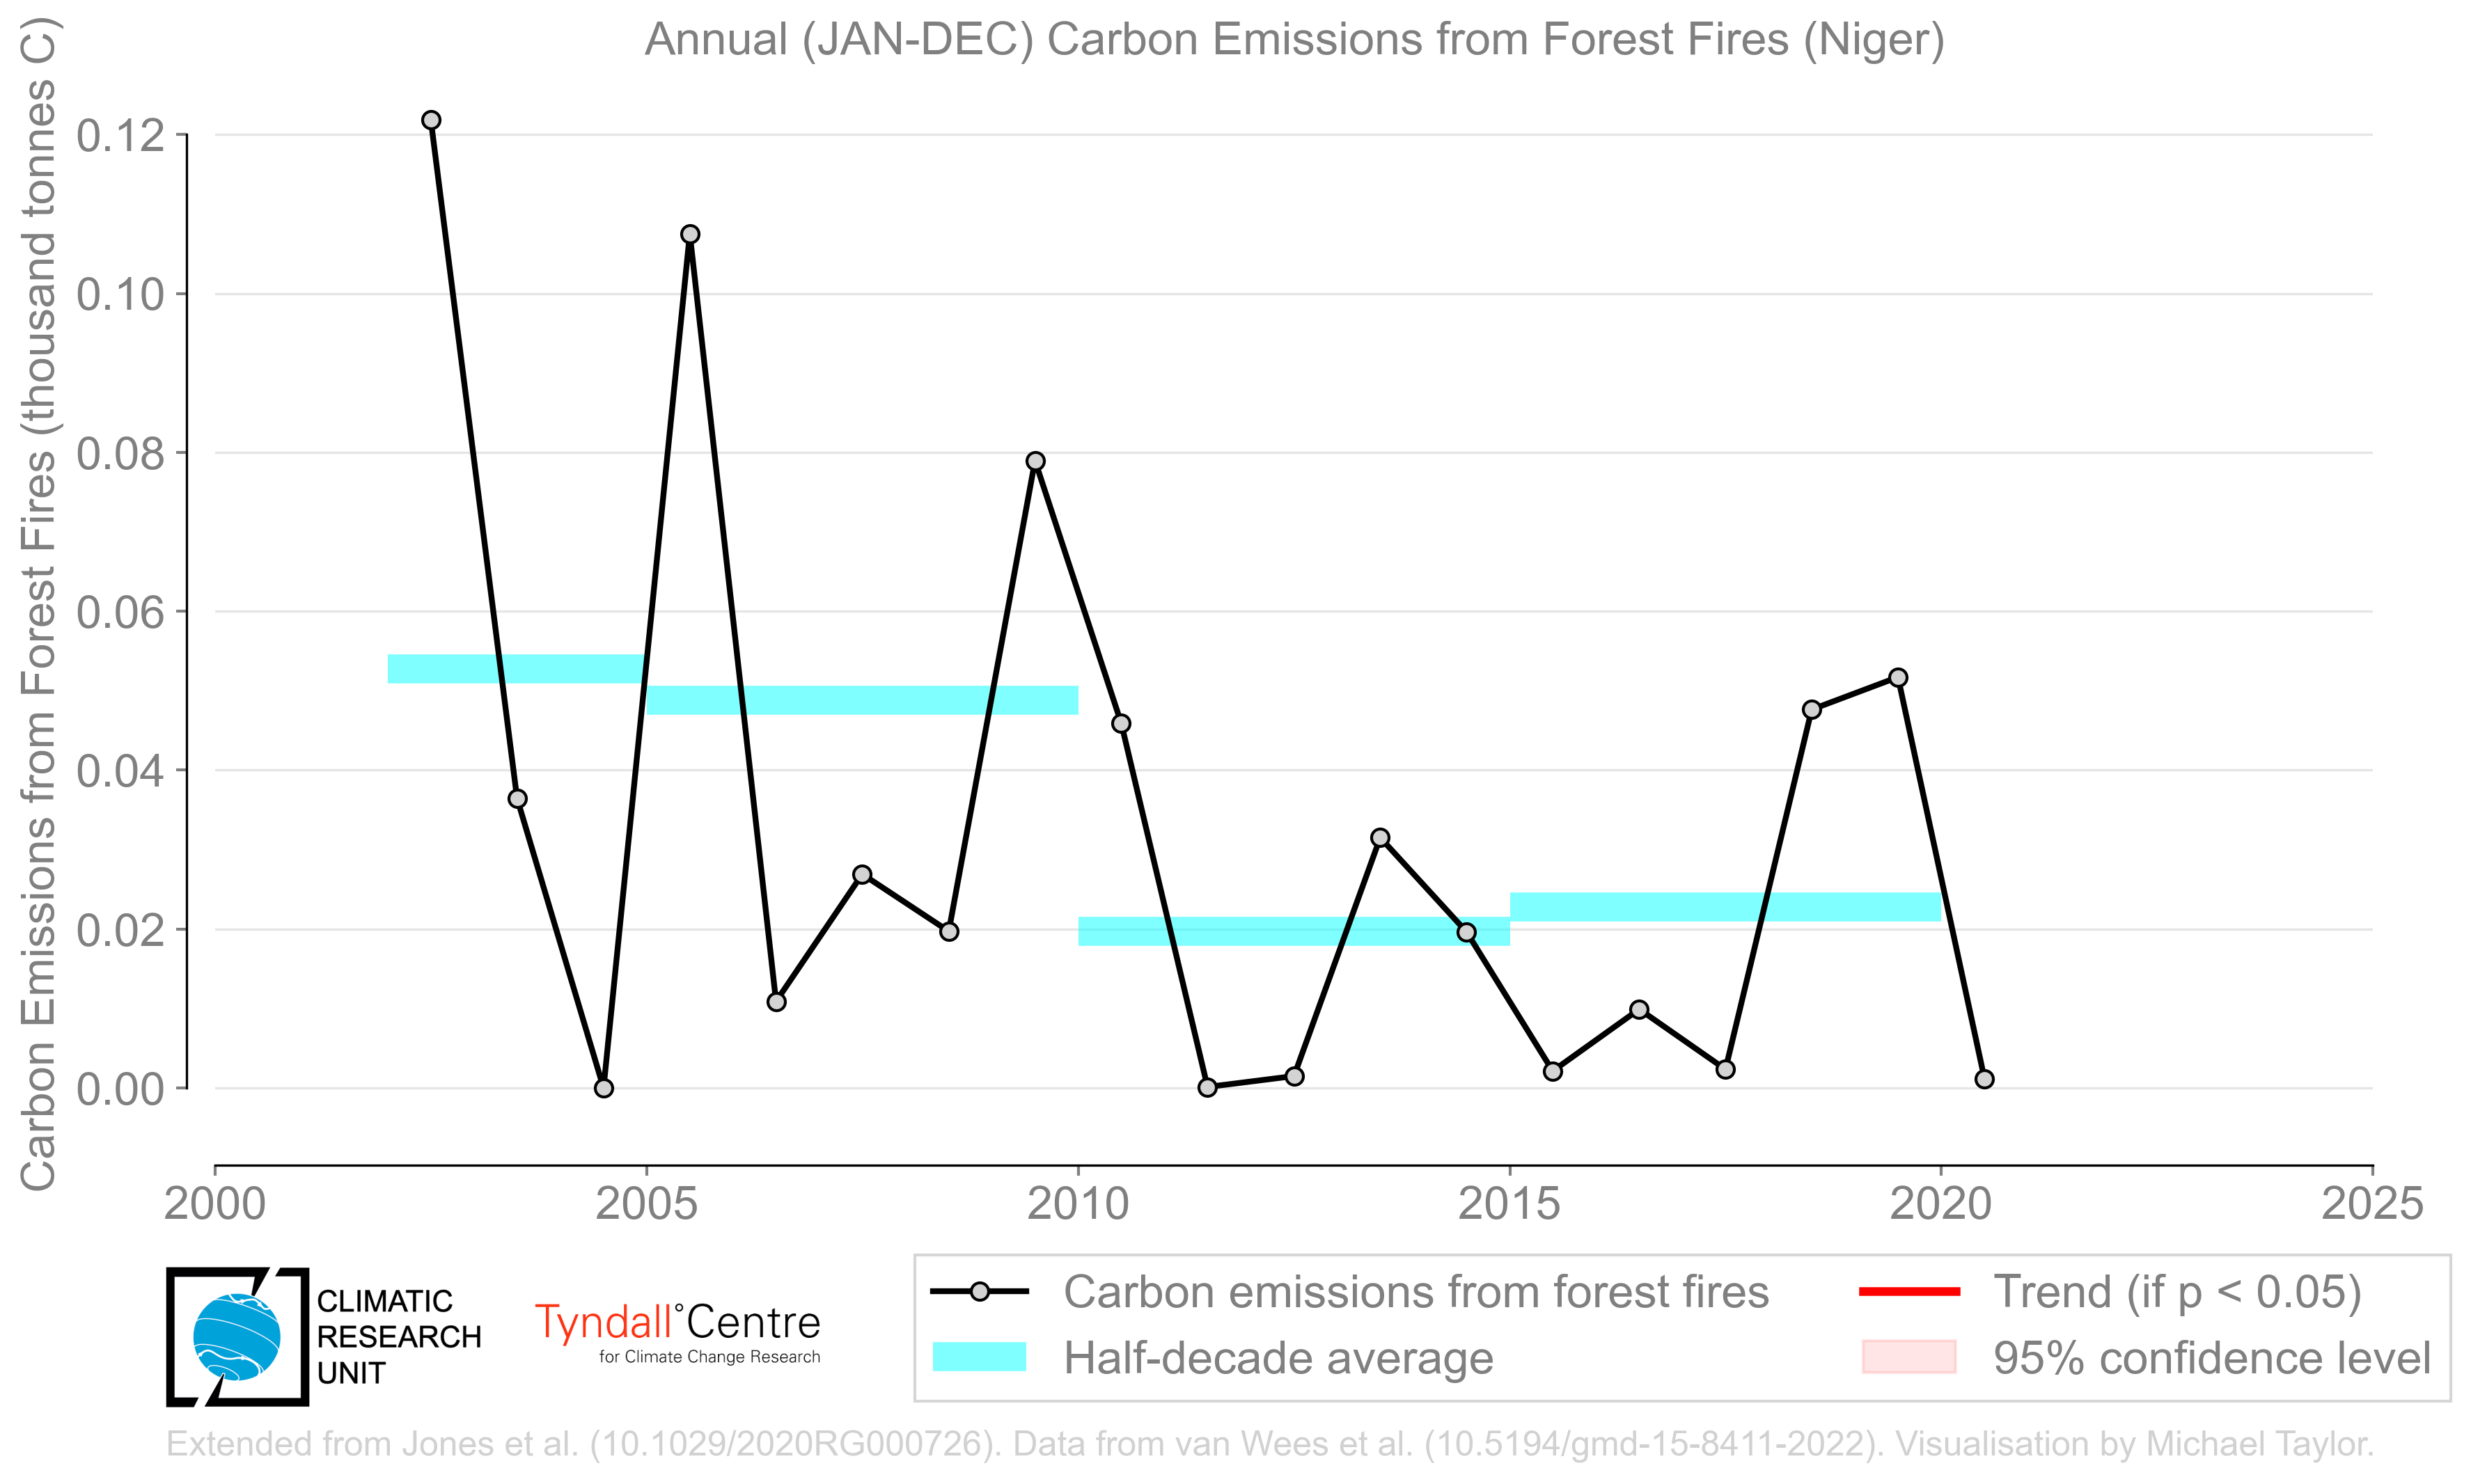 Annual (JAN-DEC) Carbon Emissions from Forest Fires (Niger)
Carbon Emissions from Forest Fires (thousand tonnes C)
0.12
0.10
0.08
0.06
0.04
0.02
0.00
2000
2005
2010
2015
2020
2025
CLIMATIC
RESEARCH
UNIT
Tyndall°Centre
for Climate Change Research
Carbon emissions from forest fires
Half-decade average
Trend (if p < 0.05)
95% confidence level
Extended from Jones et al. (10.1029/2020RG000726). Data from van Wees et al. (10.5194/gmd-15-8411-2022). Visualisation by Michael Taylor.